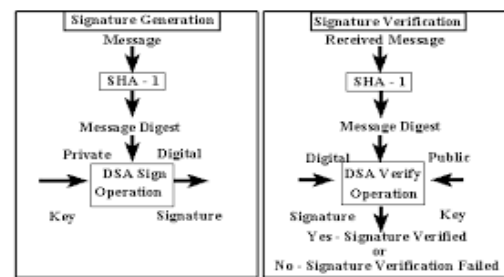 Signature Generation
Message
SHA - 1
Message Digest
Private Digital
DSA Sign
Operation
Key Signature
Signature Verification
Received Message
SHA - 1
Message Digest
Digital Public
DSA Verify
Operation
Signature Key
Yes - Signature Verified
or
No - Signature Verification Failed